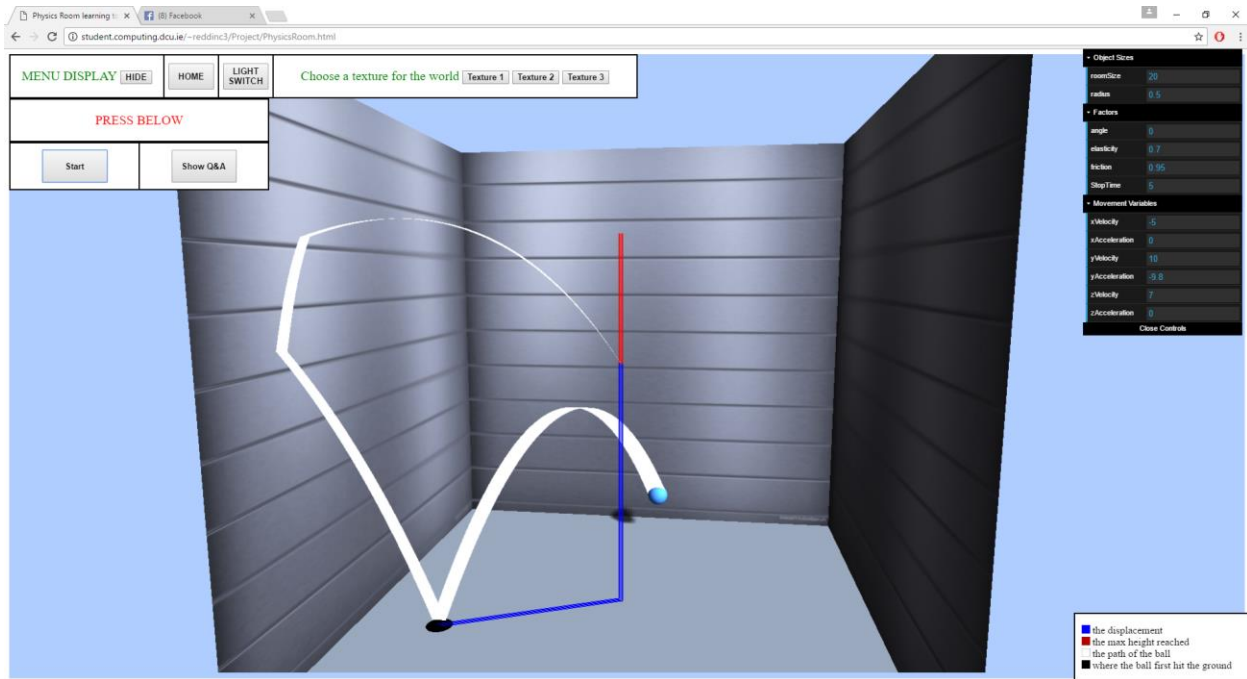 Physics Room learning t
(8) Facebook
student.computing.dcu.ie/~reddinc3/Project/PhysicsRoom.html
MENU DISPLAY HIDE HOME LIGHT SWITCH Choose a texture for the world Texture 1 Texture 2 Texture 3
PRESS BELOW
Start Show Q&A
Object Sizes
roomSize 20
radius 0.5
Factors
angle 0
elasticity 0.7
friction 0.95
StopTime 5
Movement Variables
xVelocity -5
xAcceleration 0
yVelocity 10
yAcceleration -9.8
zVelocity 7
zAcceleration 0
Close Controls
the displacement
the max height reached
the path of the ball
where the ball first hit the ground